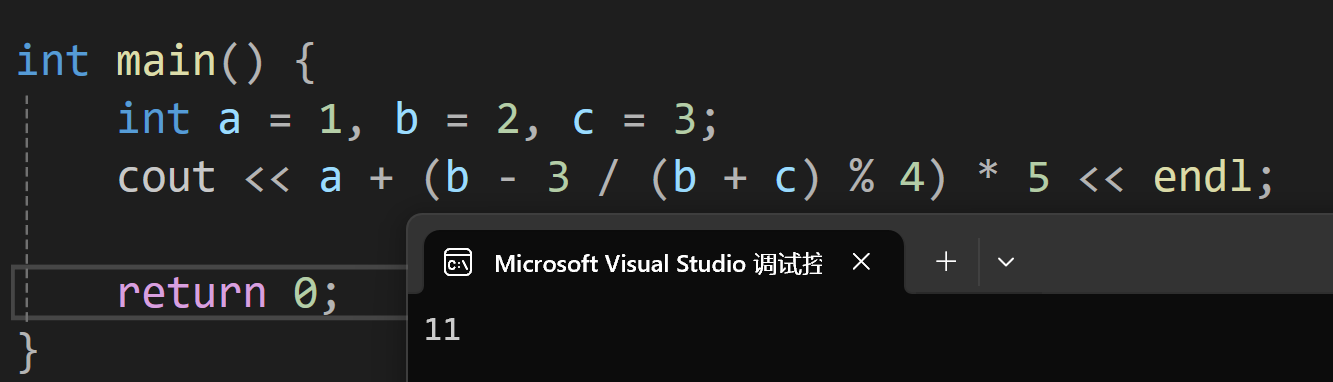 int main() {
    int a = 1, b = 2, c = 3;
    cout << a + (b - 3 / (b + c) % 4) * 5 << endl;
    return 0;
}
Microsoft Visual Studio 调试控
11